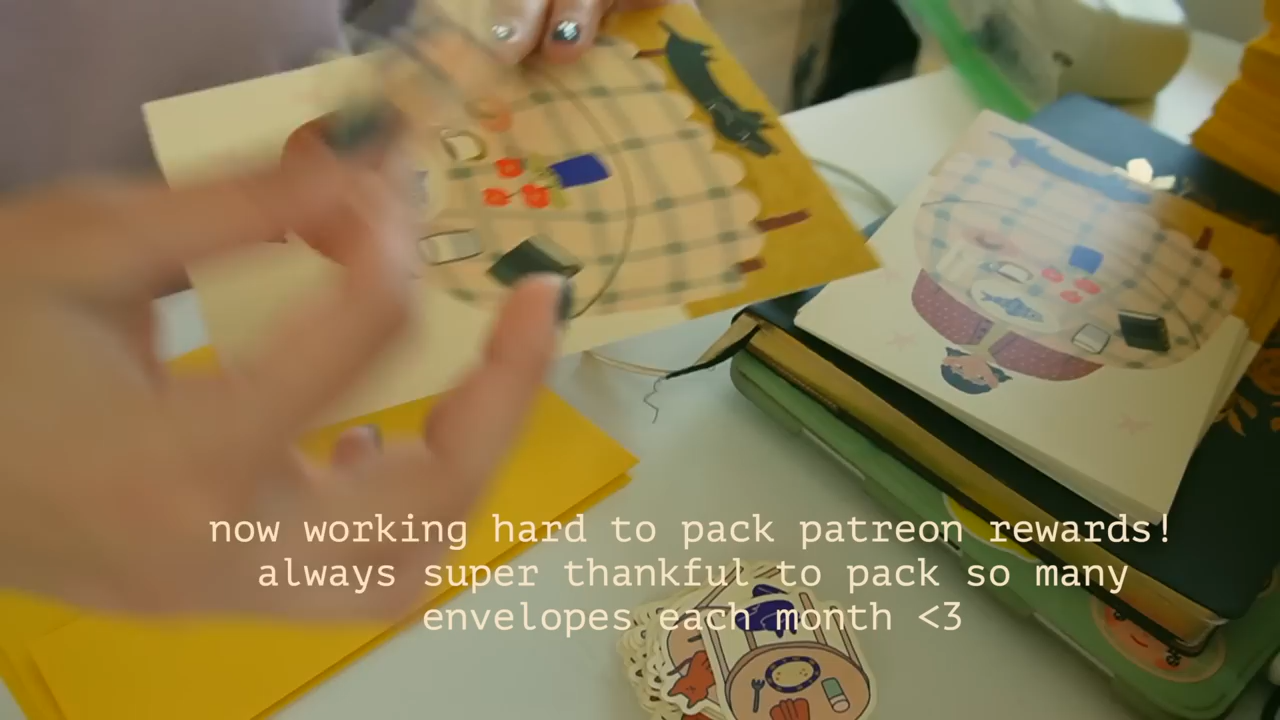 now working hard to pack patreon rewards!
always super thankful to pack so many
envelopes each month <3